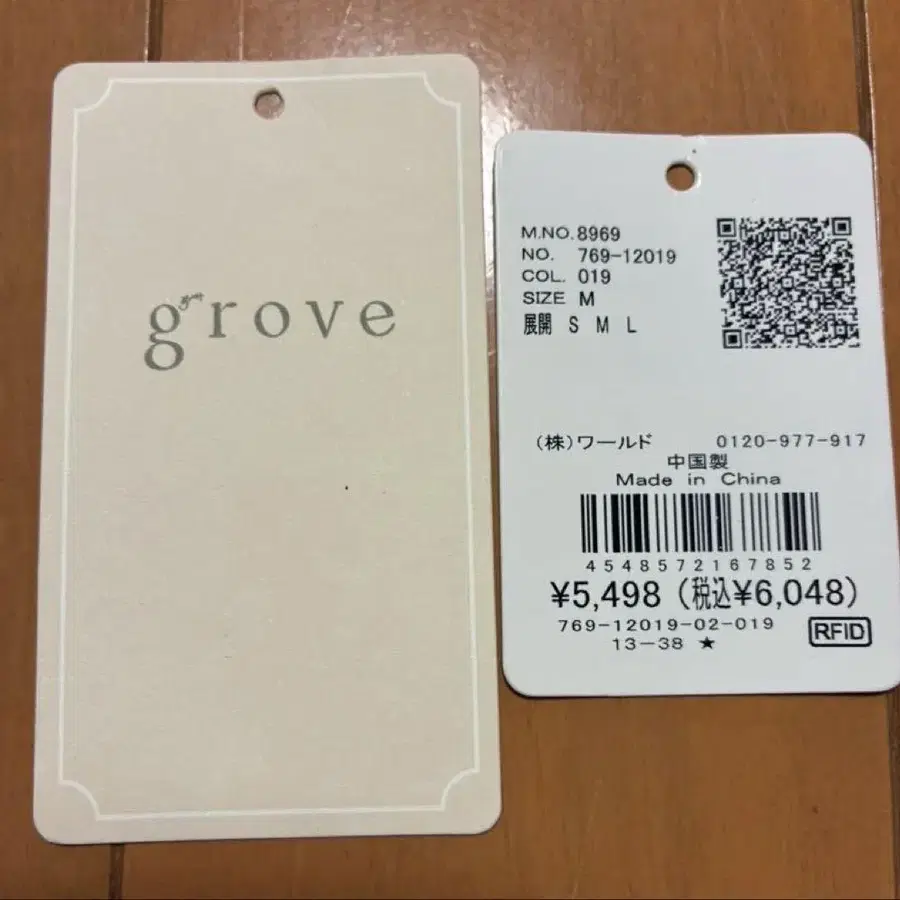 grove
M.NO. 8969
NO. 769-12019
COL. 019
SIZE M
展開 S M L
(株)ワールド 0120-977-917
中国製
Made in China
4548572167852
¥5,498 (税込¥6,048)
769-12019-02-019
13-38 ★
RFID